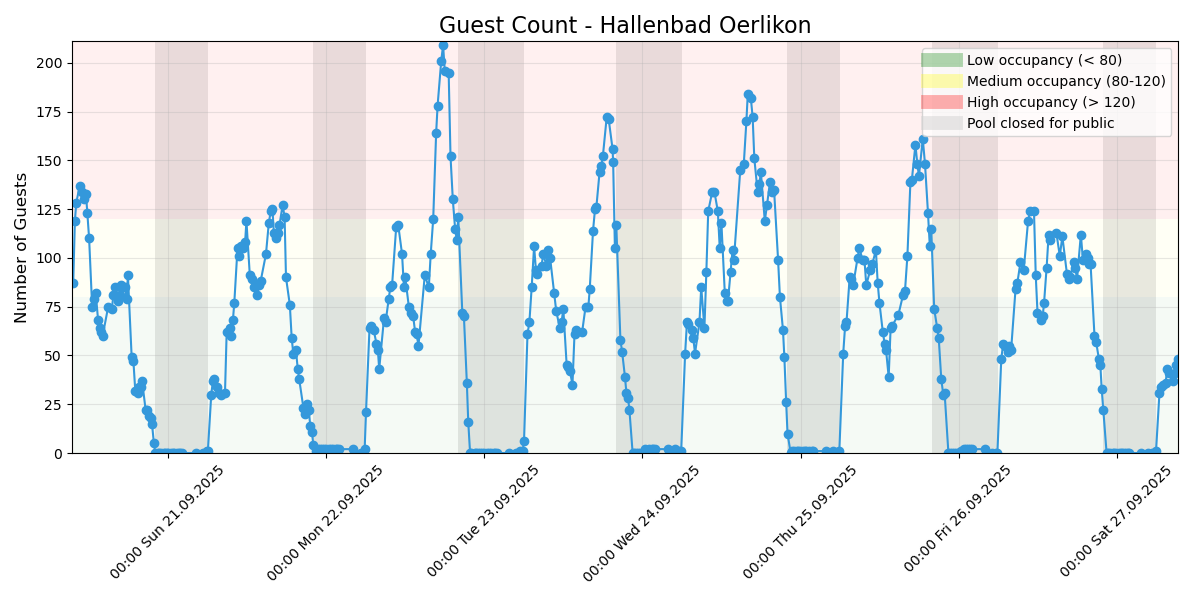 Guest Count - Hallenbad Oerlikon
Number of Guests
200
175
150
125
100
75
50
25
0
Low occupancy (< 80)
Medium occupancy (80-120)
High occupancy (> 120)
Pool closed for public
00:00 Sun 21.09.2025
00:00 Mon 22.09.2025
00:00 Tue 23.09.2025
00:00 Wed 24.09.2025
00:00 Thu 25.09.2025
00:00 Fri 26.09.2025
00:00 Sat 27.09.2025